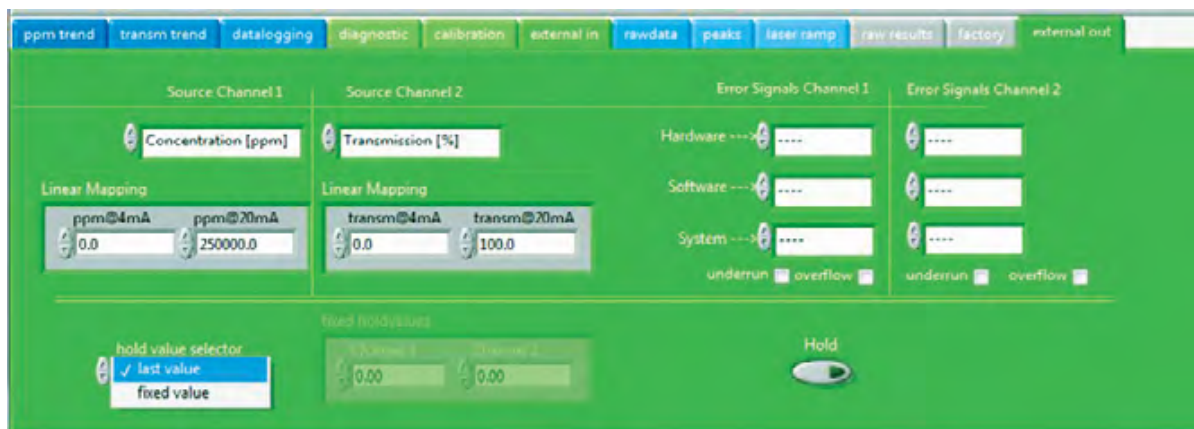 ppm trend transm trend datalogging diagnostic calibration external in rawdata peaks laser ramp raw results factory external out
Source Channel 1 Source Channel 2 Error Signals Channel 1 Error Signals Channel 2
Concentration [ppm] Transmission [%] Hardware ---> ---- ----
Linear Mapping Linear Mapping Software ---> ---- ----
ppm@4mA ppm@20mA transm@4mA transm@20mA
0.0 250000.0 0.0 100.0 System ---> ---- ----
underrun overflow underrun overflow
fixed holdvalues
hold value selector Channel 1 Channel 2 Hold
✓ last value 0.00 0.00
fixed value